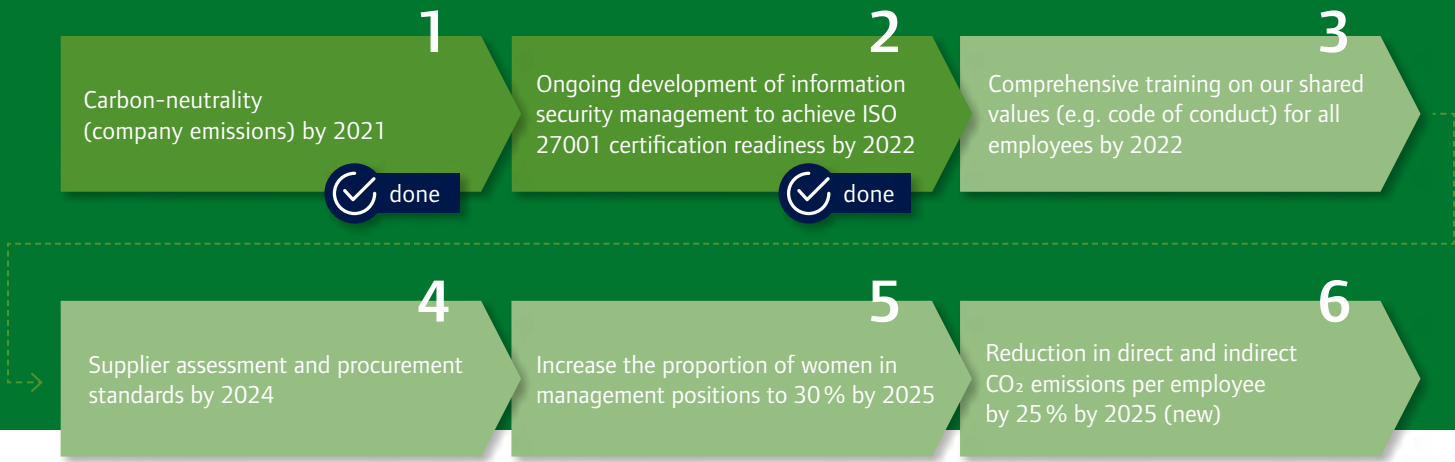 1
Carbon-neutrality
(company emissions) by 2021
done
2
Ongoing development of information
security management to achieve ISO
27001 certification readiness by 2022
done
3
Comprehensive training on our shared
values (e.g. code of conduct) for all
employees by 2022
4
Supplier assessment and procurement
standards by 2024
5
Increase the proportion of women in
management positions to 30 % by 2025
6
Reduction in direct and indirect
CO₂ emissions per employee
by 25 % by 2025 (new)